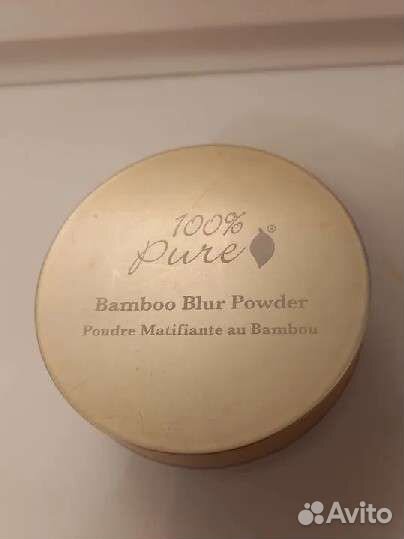 100%
pure®
Bamboo Blur Powder
Poudre Matifiante au Bambou
Avito